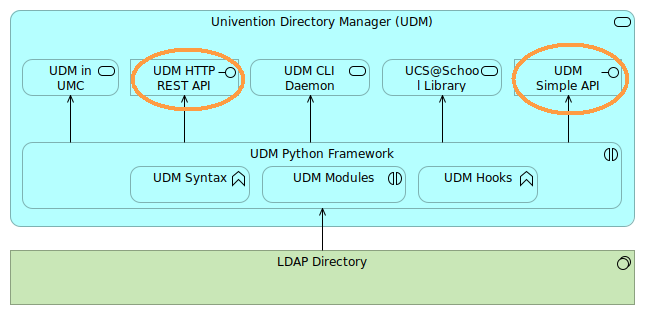 Univention Directory Manager (UDM)
UDM in
UMC
UDM HTTP
REST API
UDM CLI
Daemon
UCS@Schoo
l Library
UDM
Simple API
UDM Python Framework
UDM Syntax
UDM Modules
UDM Hooks
LDAP Directory